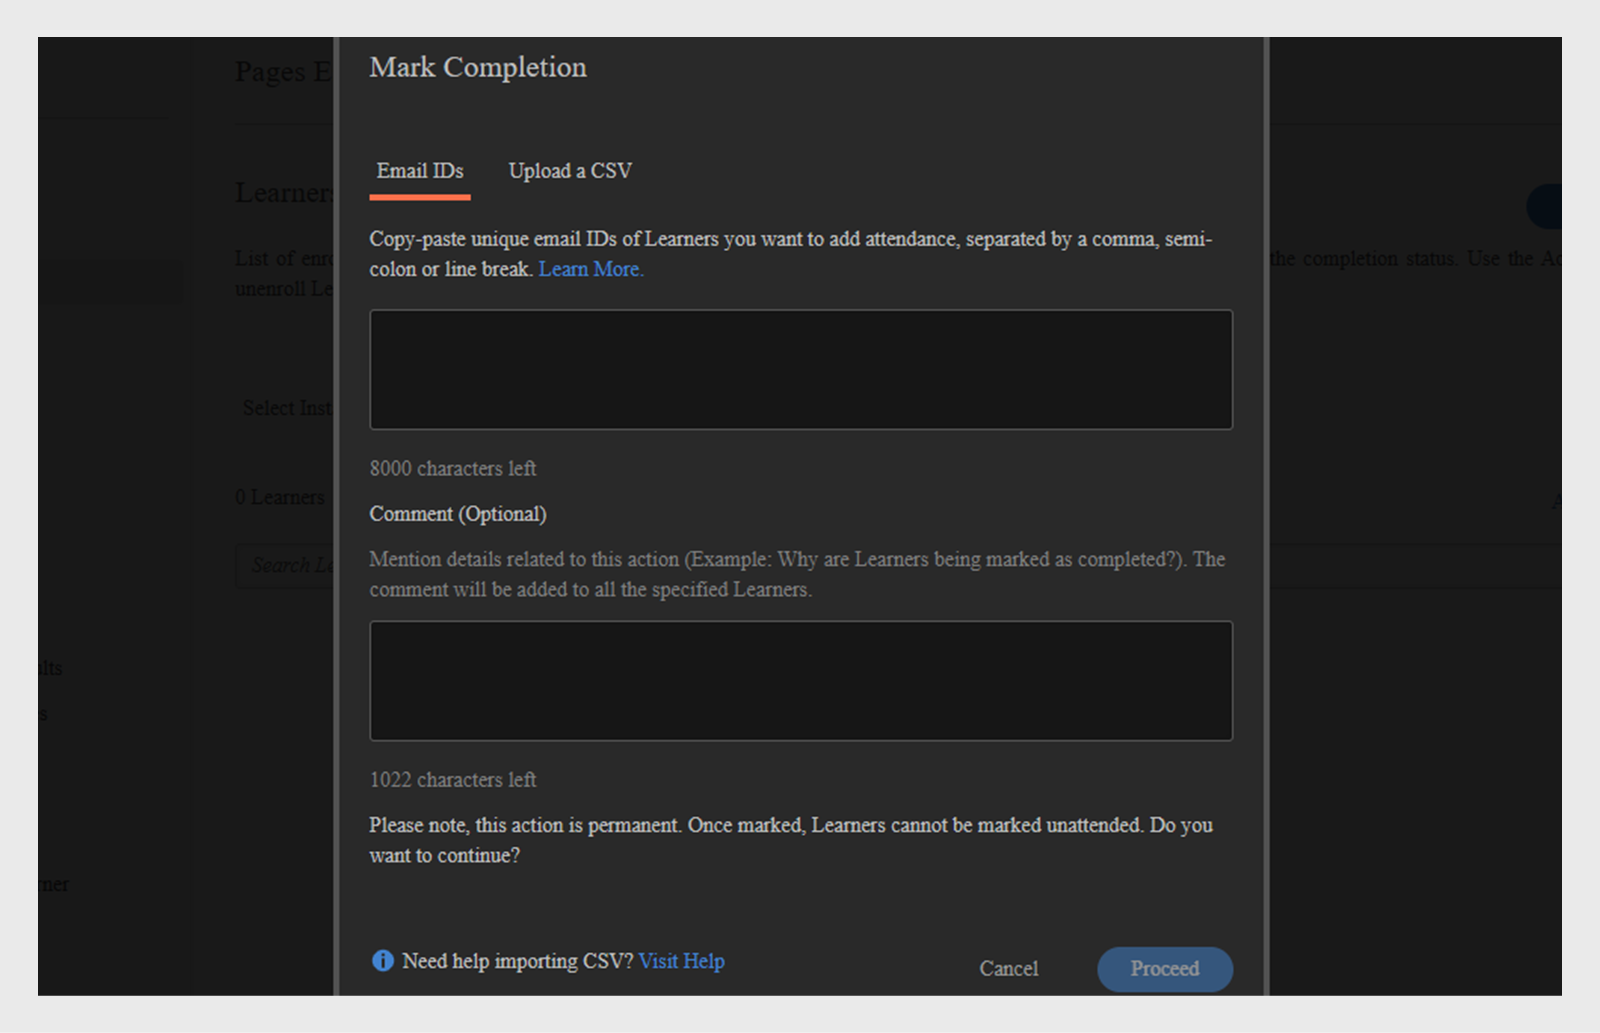 Pages E
Mark Completion
Email IDs Upload a CSV
Learners
Copy-paste unique email IDs of Learners you want to add attendance, separated by a comma, semi-
colon or line break. Learn More.
List of enro
the completion status. Use the Ac
unenroll Le
Select Inst
8000 characters left
0 Learners
Comment (Optional)
Search Le
Mention details related to this action (Example: Why are Learners being marked as completed?). The
comment will be added to all the specified Learners.
ults
s
1022 characters left
Please note, this action is permanent. Once marked, Learners cannot be marked unattended. Do you
want to continue?
rner
Need help importing CSV? Visit Help
Cancel Proceed